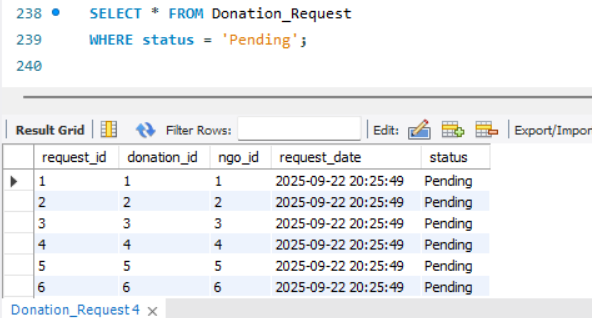 238 SELECT * FROM Donation_Request
239 WHERE status = 'Pending';
240
Result Grid Filter Rows: Edit: Export/Impor
request_id donation_id ngo_id request_date status
1 1 1 2025-09-22 20:25:49 Pending
2 2 2 2025-09-22 20:25:49 Pending
3 3 3 2025-09-22 20:25:49 Pending
4 4 4 2025-09-22 20:25:49 Pending
5 5 5 2025-09-22 20:25:49 Pending
6 6 6 2025-09-22 20:25:49 Pending
Donation_Request 4 ×